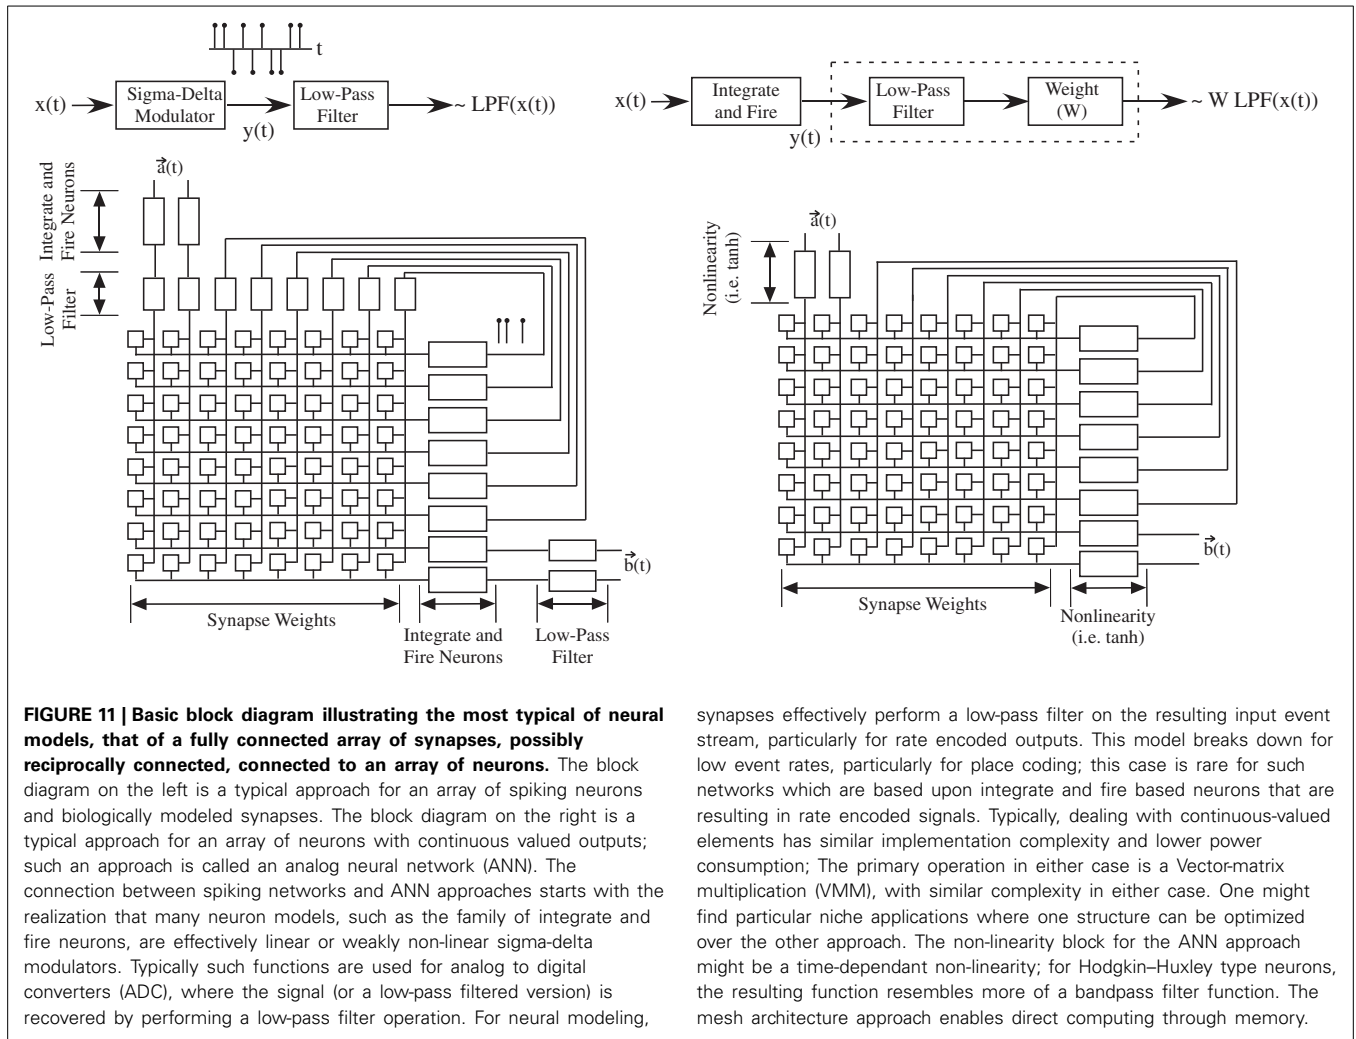 t
x(t)
Sigma-Delta
Modulator
y(t)
Low-Pass
Filter
~ LPF(x(t))
x(t)
Integrate
and Fire
y(t)
Low-Pass
Filter
Weight
(W)
~ W LPF(x(t))
Integrate and
Fire Neurons
Low-Pass
Filter
a(t)
b(t)
Synapse Weights
Integrate and
Fire Neurons
Low-Pass
Filter
Nonlinearity
(i.e. tanh)
a(t)
b(t)
Synapse Weights
Nonlinearity
(i.e. tanh)
FIGURE 11 | Basic block diagram illustrating the most typical of neural
models, that of a fully connected array of synapses, possibly
reciprocally connected, connected to an array of neurons. The block
diagram on the left is a typical approach for an array of spiking neurons
and biologically modeled synapses. The block diagram on the right is a
typical approach for an array of neurons with continuous valued outputs;
such an approach is called an analog neural network (ANN). The
connection between spiking networks and ANN approaches starts with the
realization that many neuron models, such as the family of integrate and
fire neurons, are effectively linear or weakly non-linear sigma-delta
modulators. Typically such functions are used for analog to digital
converters (ADC), where the signal (or a low-pass filtered version) is
recovered by performing a low-pass filter operation. For neural modeling,
synapses effectively perform a low-pass filter on the resulting input event
stream, particularly for rate encoded outputs. This model breaks down for
low event rates, particularly for place coding; this case is rare for such
networks which are based upon integrate and fire based neurons that are
resulting in rate encoded signals. Typically, dealing with continuous-valued
elements has similar implementation complexity and lower power
consumption; The primary operation in either case is a Vector-matrix
multiplication (VMM), with similar complexity in either case. One might
find particular niche applications where one structure can be optimized
over the other approach. The non-linearity block for the ANN approach
might be a time-dependant non-linearity; for Hodgkin–Huxley type neurons,
the resulting function resembles more of a bandpass filter function. The
mesh architecture approach enables direct computing through memory.